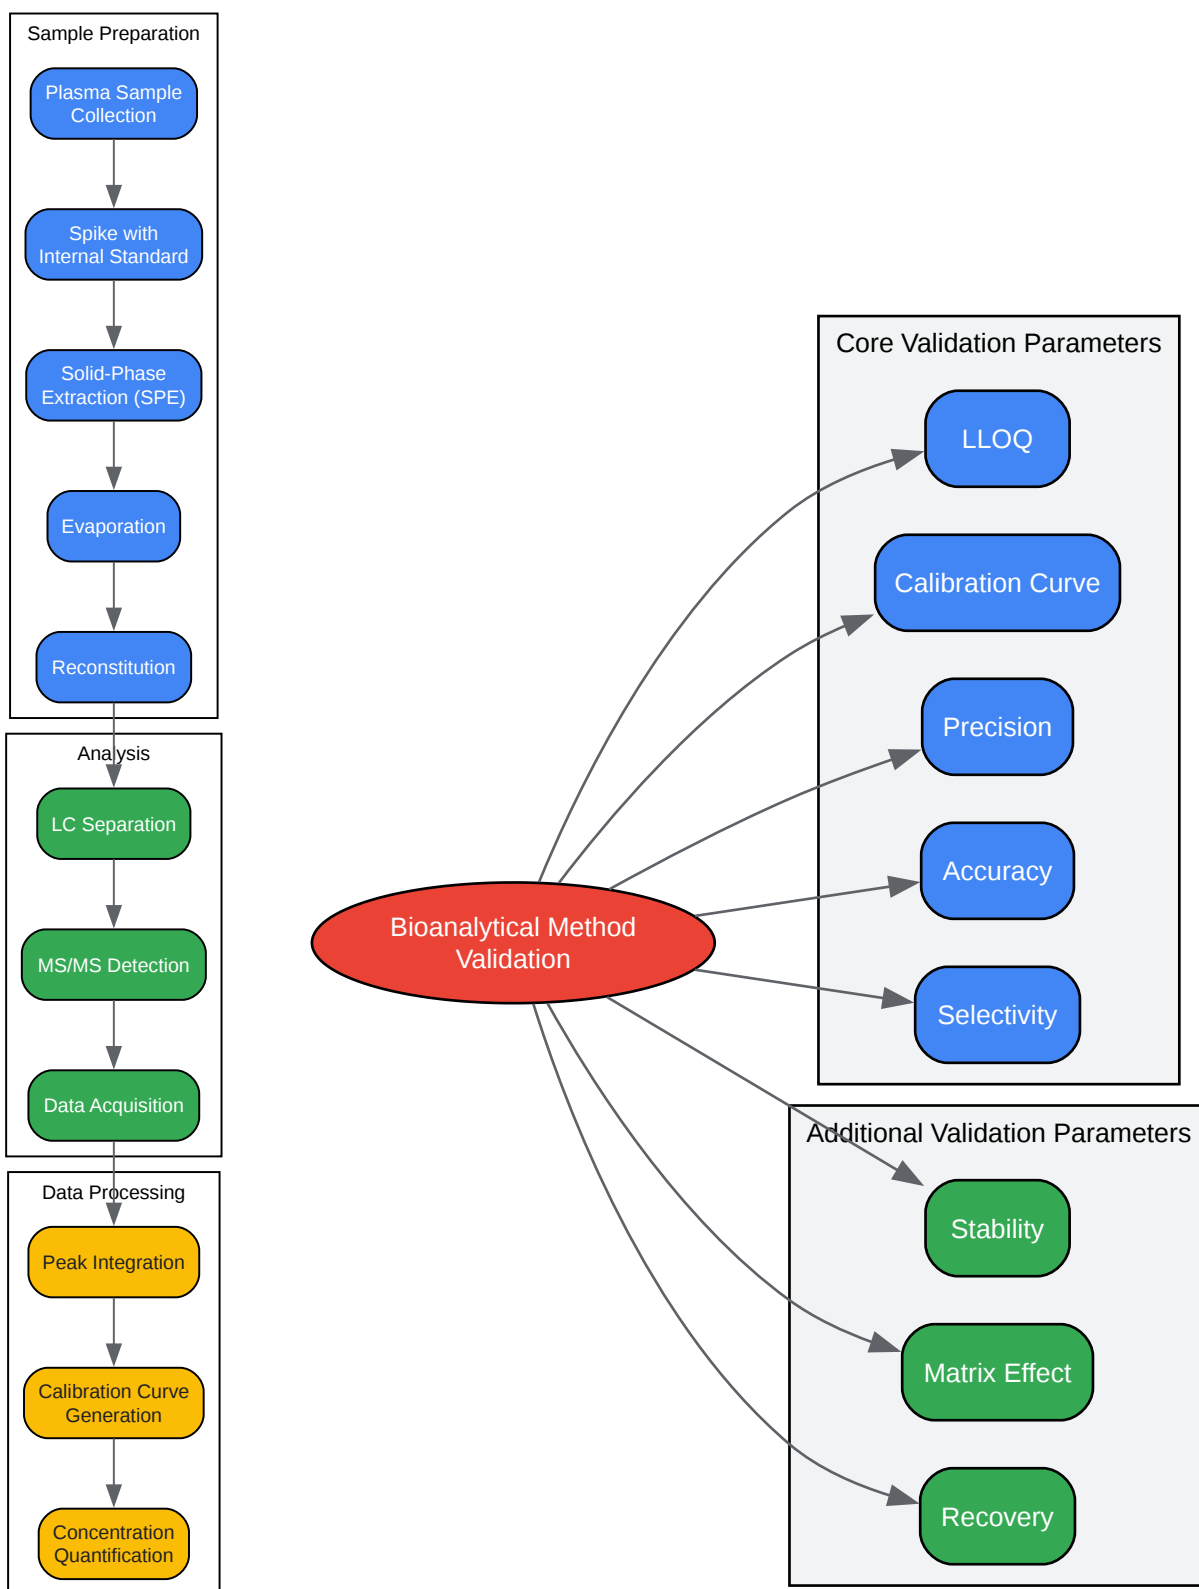 Sample Preparation
Plasma Sample
Collection
Spike with
Internal Standard
Solid-Phase
Extraction (SPE)
Evaporation
Reconstitution
Analysis
LC Separation
MS/MS Detection
Data Acquisition
Data Processing
Peak Integration
Calibration Curve
Generation
Concentration
Quantification
Bioanalytical Method
Validation
Core Validation Parameters
LLOQ
Calibration Curve
Precision
Accuracy
Selectivity
Additional Validation Parameters
Stability
Matrix Effect
Recovery